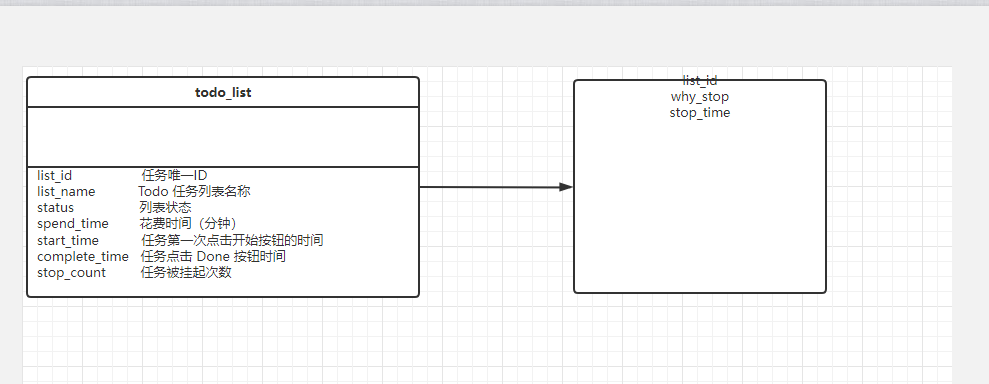 todo_list
list_id 任务唯一ID
list_name Todo 任务列表名称
status 列表状态
spend_time 花费时间（分钟）
start_time 任务第一次点击开始按钮的时间
complete_time 任务点击 Done 按钮时间
stop_count 任务被挂起次数
list_id
why_stop
stop_time